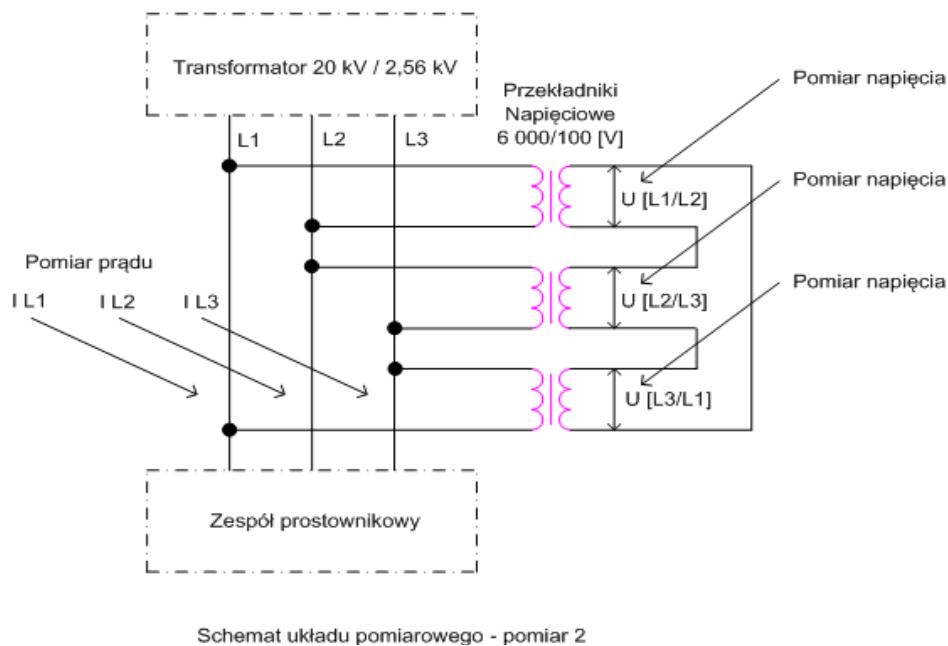 Transformator 20 kV / 2,56 kV
Pomiar napięcia
Przekładniki
Napięciowe
6 000/100 [V]
L1
L2
L3
Pomiar napięcia
U [L1/L2]
Pomiar prądu
Pomiar napięcia
U [L2/L3]
I L1
I L2
I L3
U [L3/L1]
Zespół prostownikowy
Schemat układu pomiarowego - pomiar 2